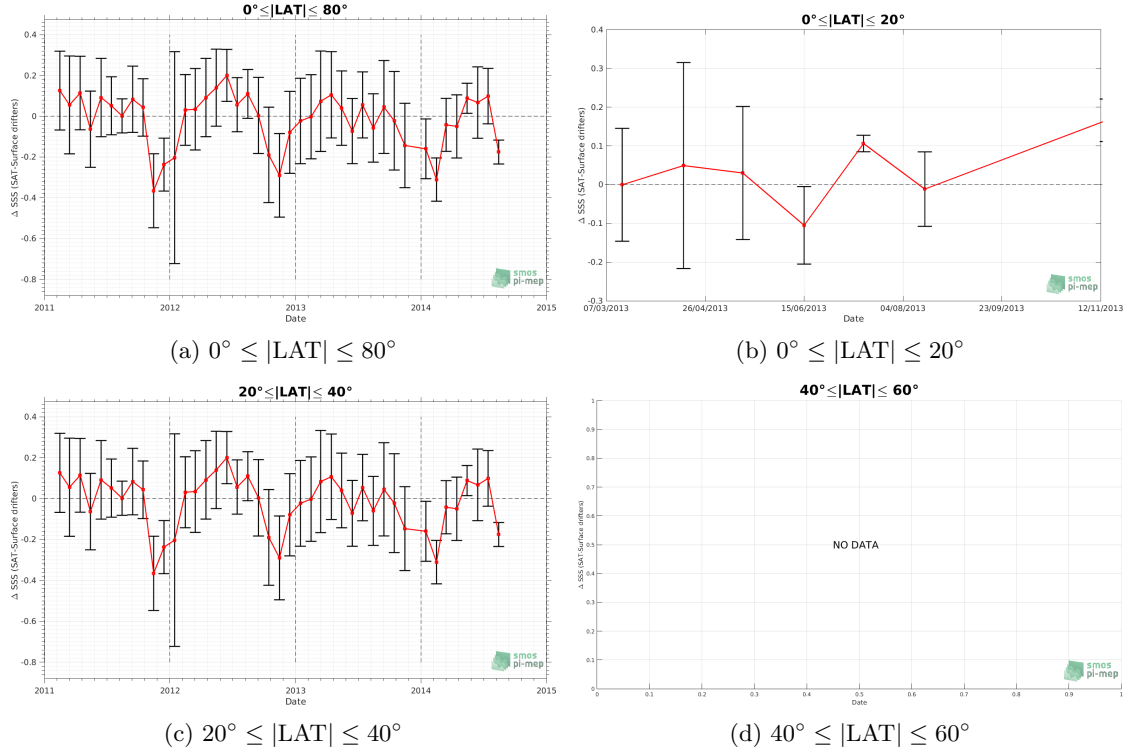 0°≤|LAT|≤ 80°
Δ SSS (SAT-Surface drifters)
0.4
0.2
0
-0.2
-0.4
-0.6
-0.8
2011 2012 2013 2014 2015
Date
smos
pi-mep
(a) 0° ≤ |LAT| ≤ 80°
0°≤|LAT|≤ 20°
Δ SSS (SAT-Surface drifters)
0.4
0.3
0.2
0.1
0
-0.1
-0.2
-0.3
07/03/2013 26/04/2013 15/06/2013 04/08/2013 23/09/2013 12/11/2013
Date
smos
pi-mep
(b) 0° ≤ |LAT| ≤ 20°
20°≤|LAT|≤ 40°
Δ SSS (SAT-Surface drifters)
0.4
0.2
0
-0.2
-0.4
-0.6
-0.8
2011 2012 2013 2014 2015
Date
smos
pi-mep
(c) 20° ≤ |LAT| ≤ 40°
40°≤|LAT|≤ 60°
Δ SSS (SAT-Surface drifters)
1
0.9
0.8
0.7
0.6
0.5
0.4
0.3
0.2
0.1
0
NO DATA
0 0.1 0.2 0.3 0.4 0.5 0.6 0.7 0.8 0.9 1
Date
smos
pi-mep
(d) 40° ≤ |LAT| ≤ 60°